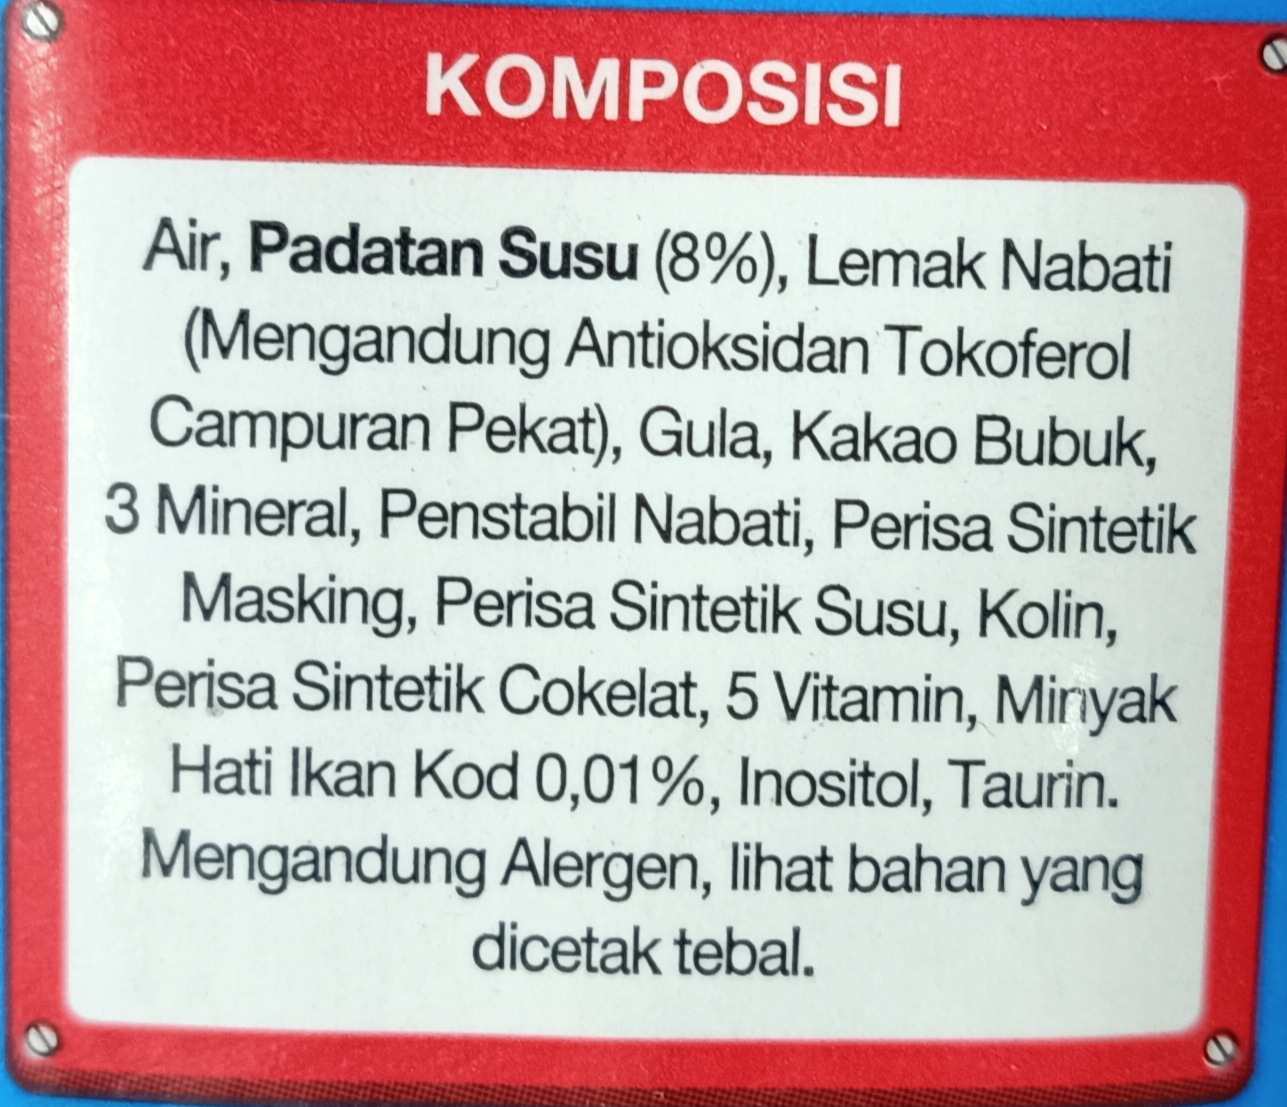 KOMPOSISI
Air, Padatan Susu (8%), Lemak Nabati
(Mengandung Antioksidan Tokoferol
Campuran Pekat), Gula, Kakao Bubuk,
3 Mineral, Penstabil Nabati, Perisa Sintetik
Masking, Perisa Sintetik Susu, Kolin,
Perisa Sintetik Cokelat, 5 Vitamin, Minyak
Hati Ikan Kod 0,01%, Inositol, Taurin.
Mengandung Alergen, lihat bahan yang
dicetak tebal.